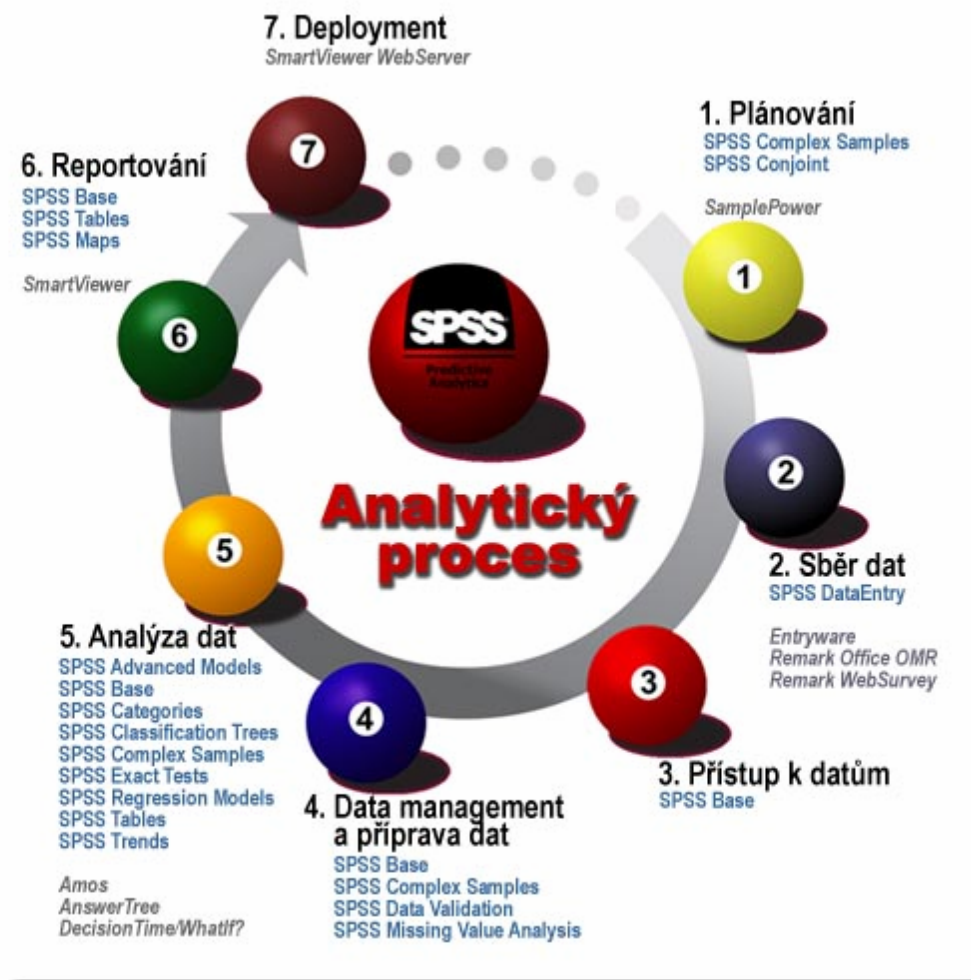 7. Deployment
SmartViewer WebServer
7
1. Plánování
SPSS Complex Samples
SPSS Conjoint
SamplePower
1
6. Reportování
SPSS Base
SPSS Tables
SPSS Maps
SmartViewer
6
SPSS
Predictive
Analytics
Analytický
proces
2
2. Sběr dat
SPSS DataEntry
Entryware
Remark Office OMR
Remark WebSurvey
3
3. Přístup k datům
SPSS Base
4
4. Data management
a příprava dat
SPSS Base
SPSS Complex Samples
SPSS Data Validation
SPSS Missing Value Analysis
5
5. Analýza dat
SPSS Advanced Models
SPSS Base
SPSS Categories
SPSS Classification Trees
SPSS Complex Samples
SPSS Exact Tests
SPSS Regression Models
SPSS Tables
SPSS Trends
Amos
AnswerTree
DecisionTime/WhatIf?